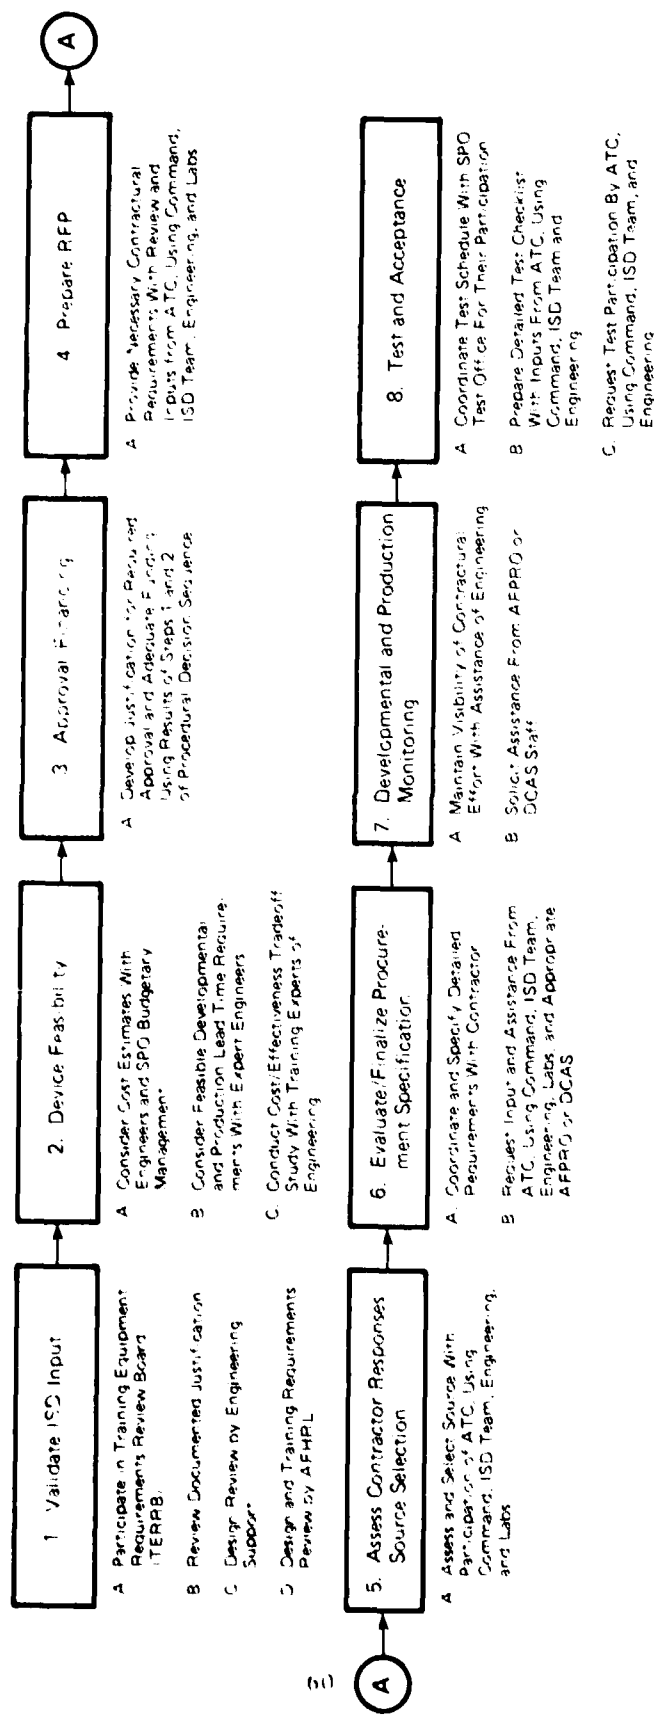 1 Validate ISD Input
A Participate in Training Equipment
Requirements Review Board
(TERRB)
B Review Documented Justification
C Design Review by Engineering
Support
D Design and Training Requirements
Review by AFHRL
2. Device Feasibility
A Consider Cost Estimates With
Engineers and SPO Budgetary
Management
B Consider Feasible Developmental
and Production Lead Time Require-
ments With Expert Engineers
C. Conduct Cost/Effectiveness Tradeoff
Study With Training Experts of
Engineering
3 Approval Financing
A Develop Justification for Required
Approval and Adequate Funding
Using Results of Steps 1 and 2
of Procedural Decision Sequence
4 Prepare RFP
A Provide Necessary Contractural
Requirements With Review and
Inputs from ATC, Using Command,
ISD Team, Engineering, and Labs
A
A
5. Assess Contractor Responses
Source Selection
A Assess and Select Source With
Participation of ATC, Using
Command, ISD Team, Engineering,
and Labs
6. Evaluate/Finalize Procure-
ment Specification
A. Coordinate and Specify Detailed
Requirements With Contractor
B Request Input and Assistance From
ATC, Using Command, ISD Team,
Engineering, Labs, and Appropriate
AFPRO or DCAS
7. Developmental and Production
Monitoring
A Maintain Visibility of Contractural
Effort With Assistance of Engineering
B Solicit Assistance From AFPRO or
DCAS Staff
8. Test and Acceptance
A Coordinate Test Schedule With SPO
Test Office For Their Participation
B Prepare Detailed Test Checklist
With Inputs From ATC, Using
Command, ISD Team and
Engineering
C. Request Test Participation By ATC,
Using Command, ISD Team, and
Engineering